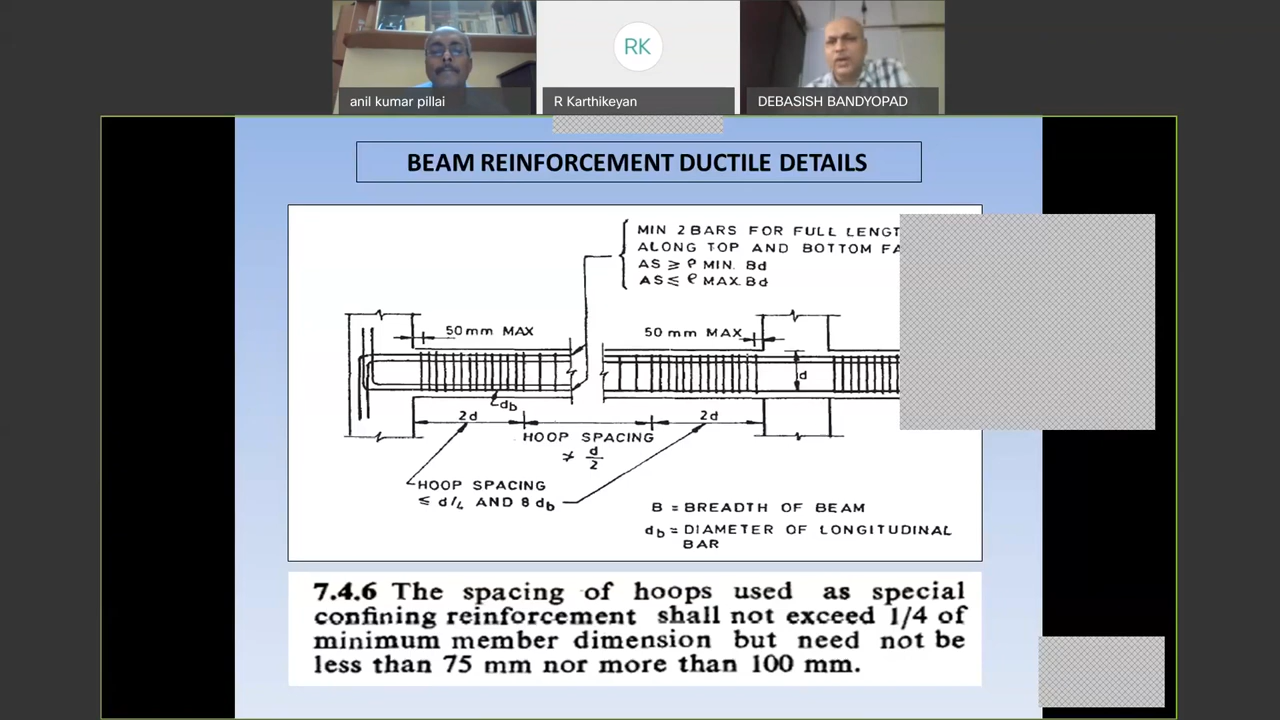 RK
anil kumar pillai
R Karthikeyan
DEBASISH BANDYOPAD
BEAM REINFORCEMENT DUCTILE DETAILS
MIN 2 BARS FOR FULL LENGT
ALONG TOP AND BOTTOM FA
AS ≥ ρ MIN. Bd
AS ≤ ρ MAX. Bd
50 mm MAX
50 mm MAX
d
db
2d
2d
HOOP SPACING
≯ d/2
HOOP SPACING
≤ d/4 AND 8 db
B = BREADTH OF BEAM
db = DIAMETER OF LONGITUDINAL
BAR
7.4.6 The spacing of hoops used as special
confining reinforcement shall not exceed 1/4 of
minimum member dimension but need not be
less than 75 mm nor more than 100 mm.